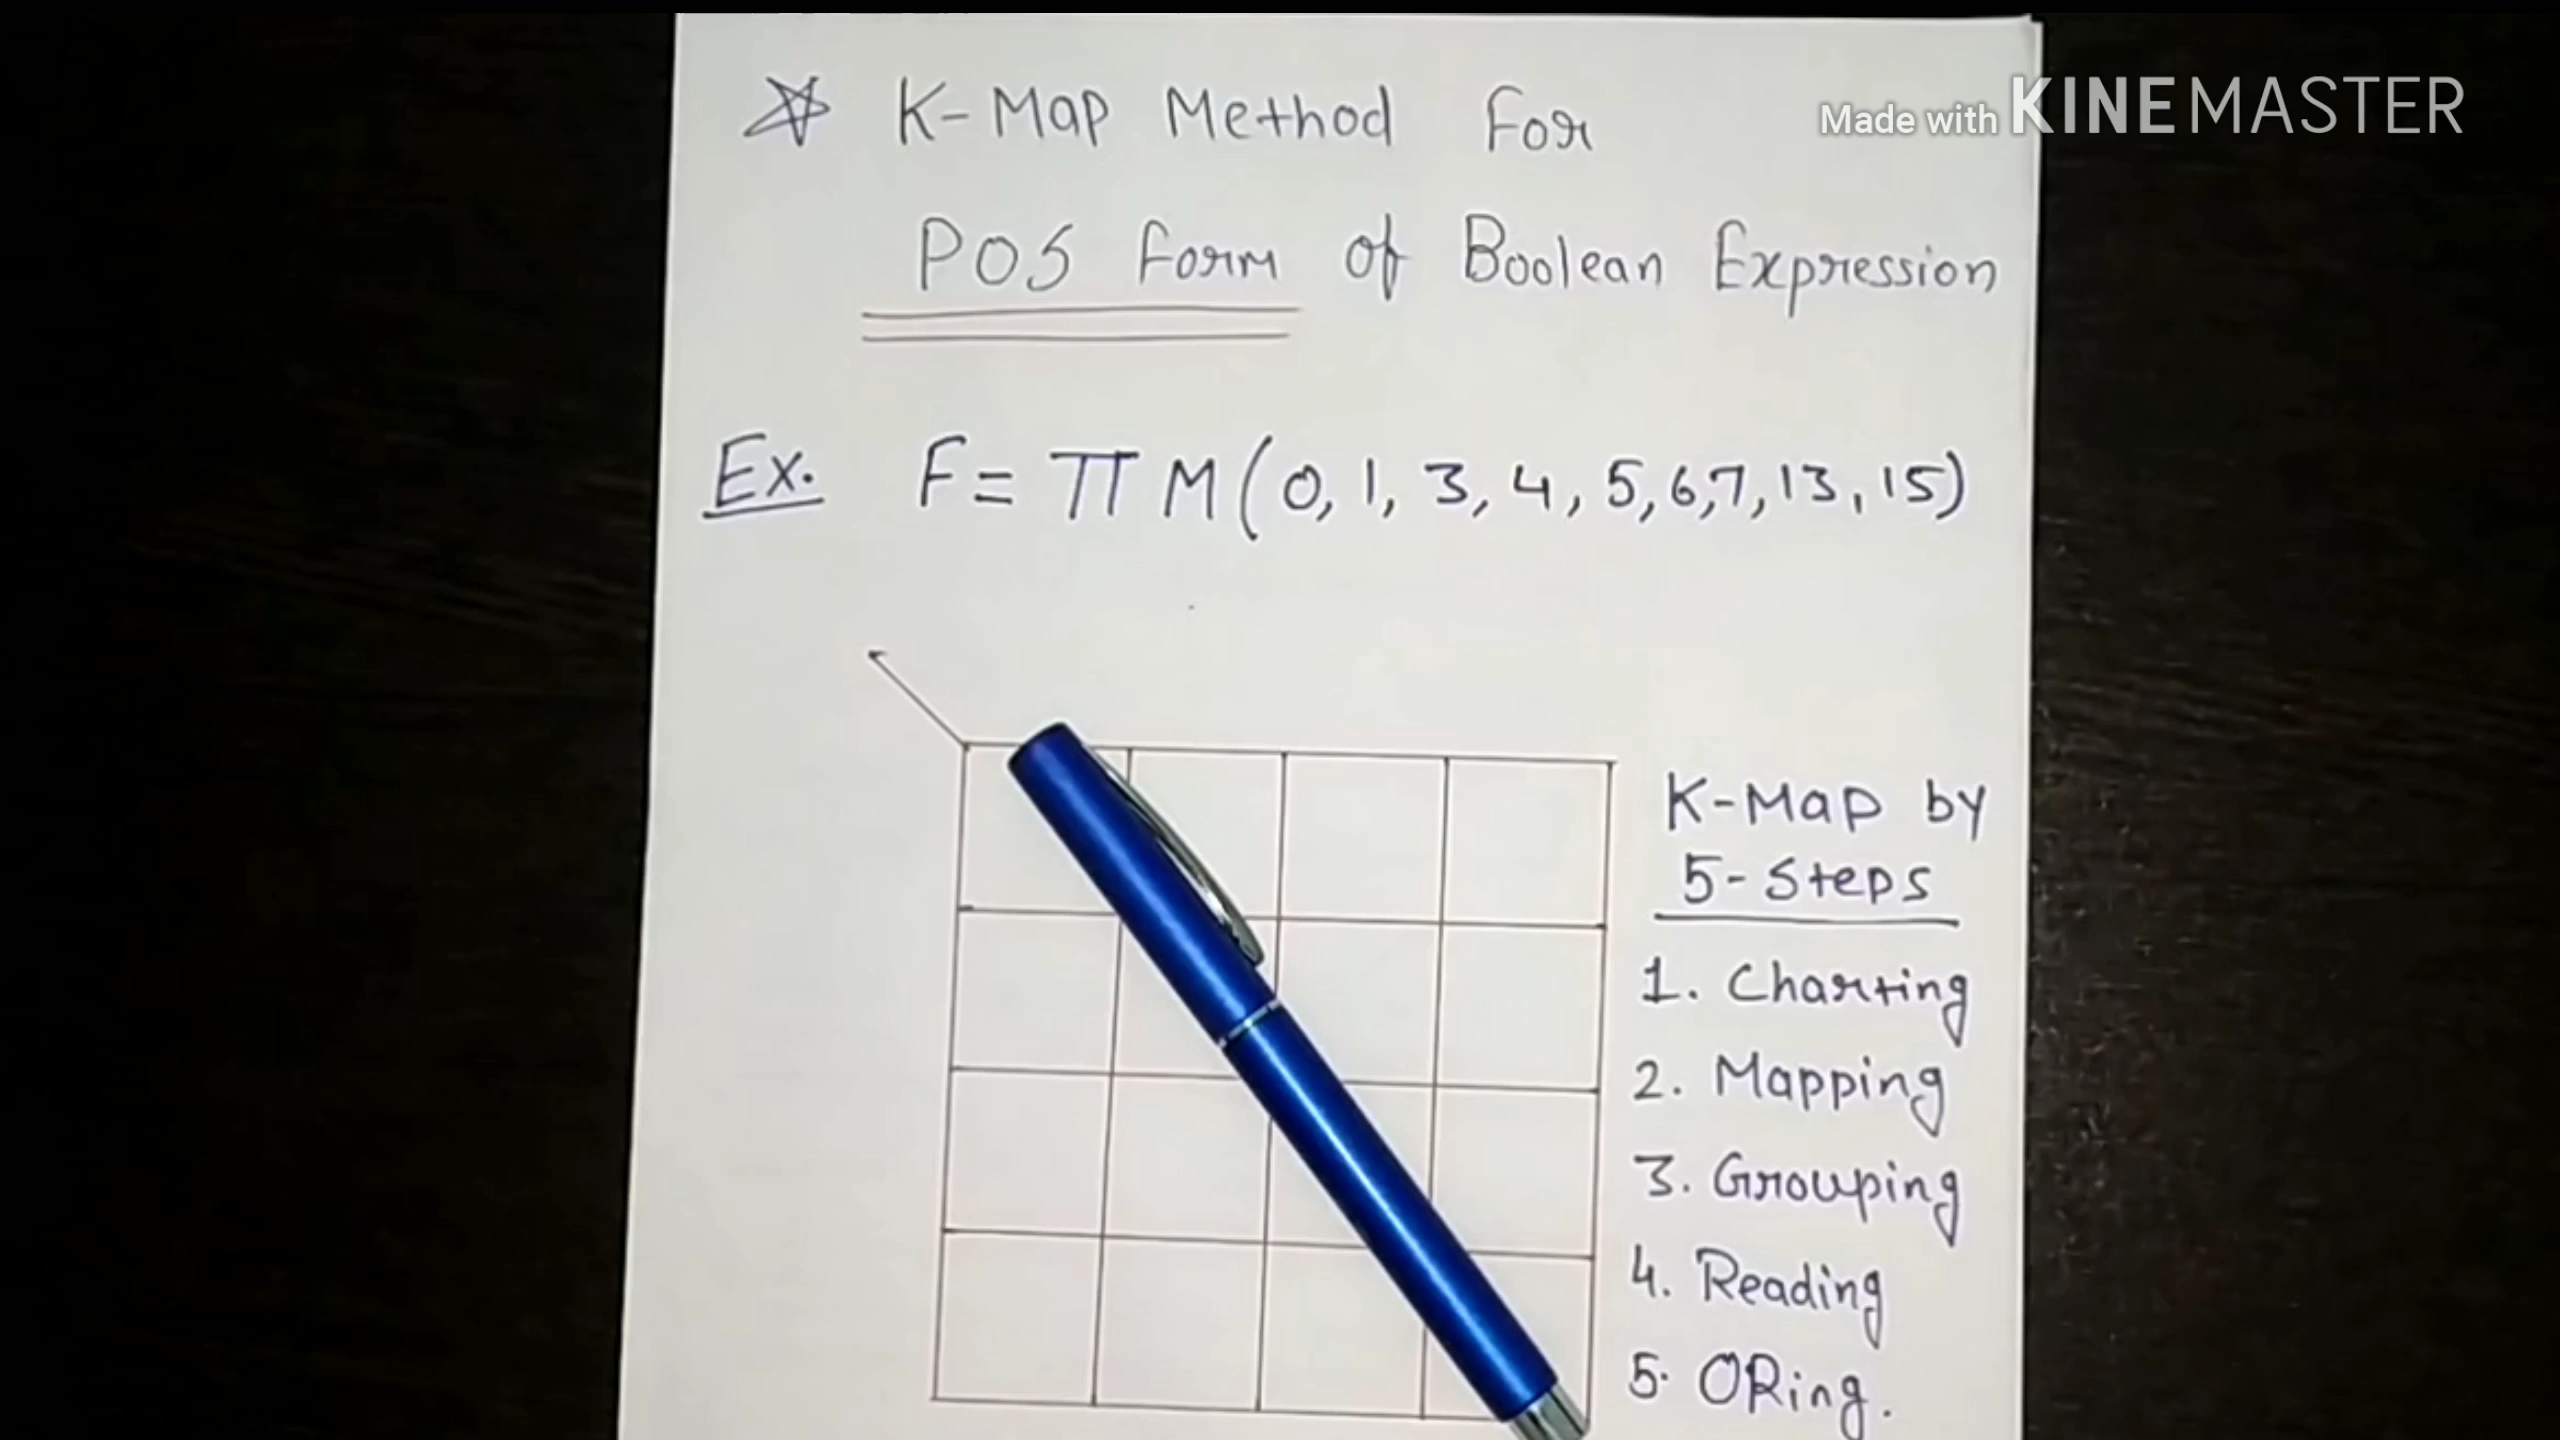 K-Map Method For
Made with KINEMASTER
POS Form of Boolean Expression
Ex. F = π M (0, 1, 3, 4, 5, 6, 7, 13, 15)
K-Map by
5-Steps
1. Charting
2. Mapping
3. Grouping
4. Reading
5. ORing.